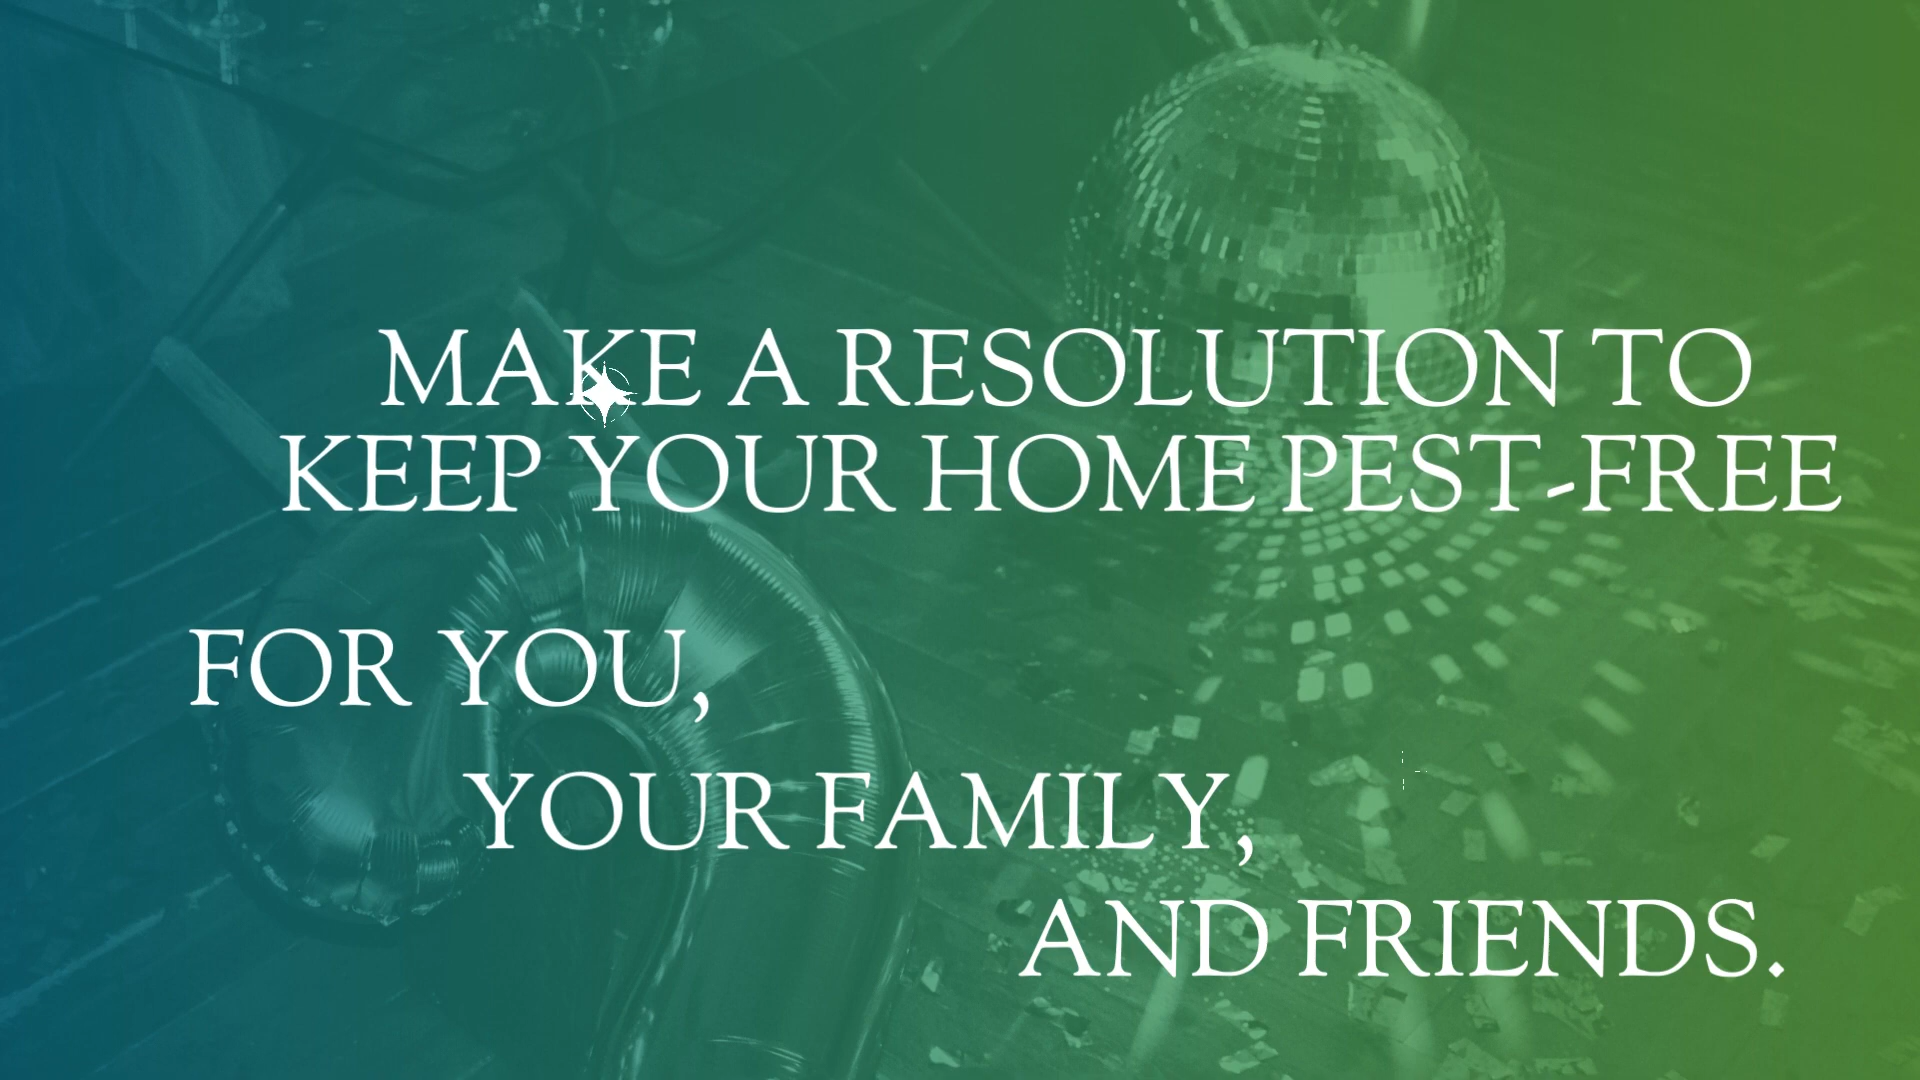 MAKE A RESOLUTION TO
KEEP YOUR HOME PEST-FREE
FOR YOU,
YOUR FAMILY,
AND FRIENDS.